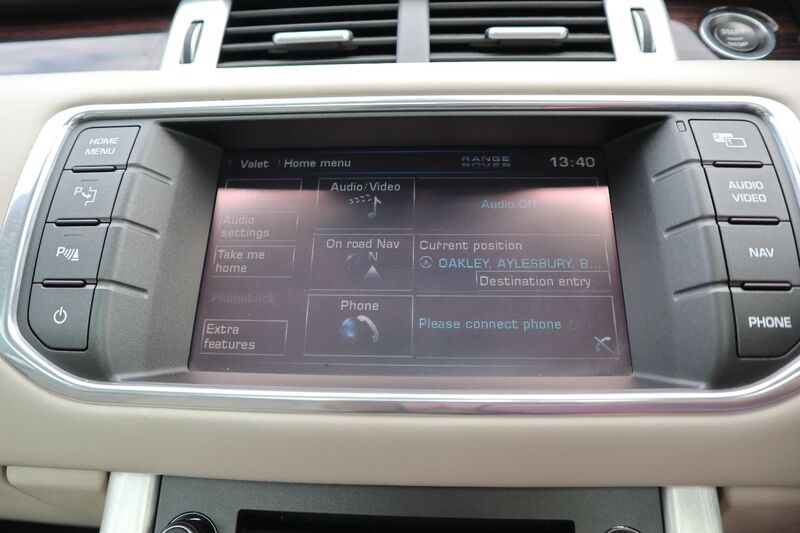 START
STOP
HOME
MENU
P
P
Valet Home menu RANGE ROVER 13:40
Audio/Video
Audio Off
Audio
settings
On road Nav
N
Current position
OAKLEY, AYLESBURY, B...
Take me
home
Destination entry
Phonebook
Phone
Please connect phone
Extra
features
AUDIO
VIDEO
NAV
PHONE